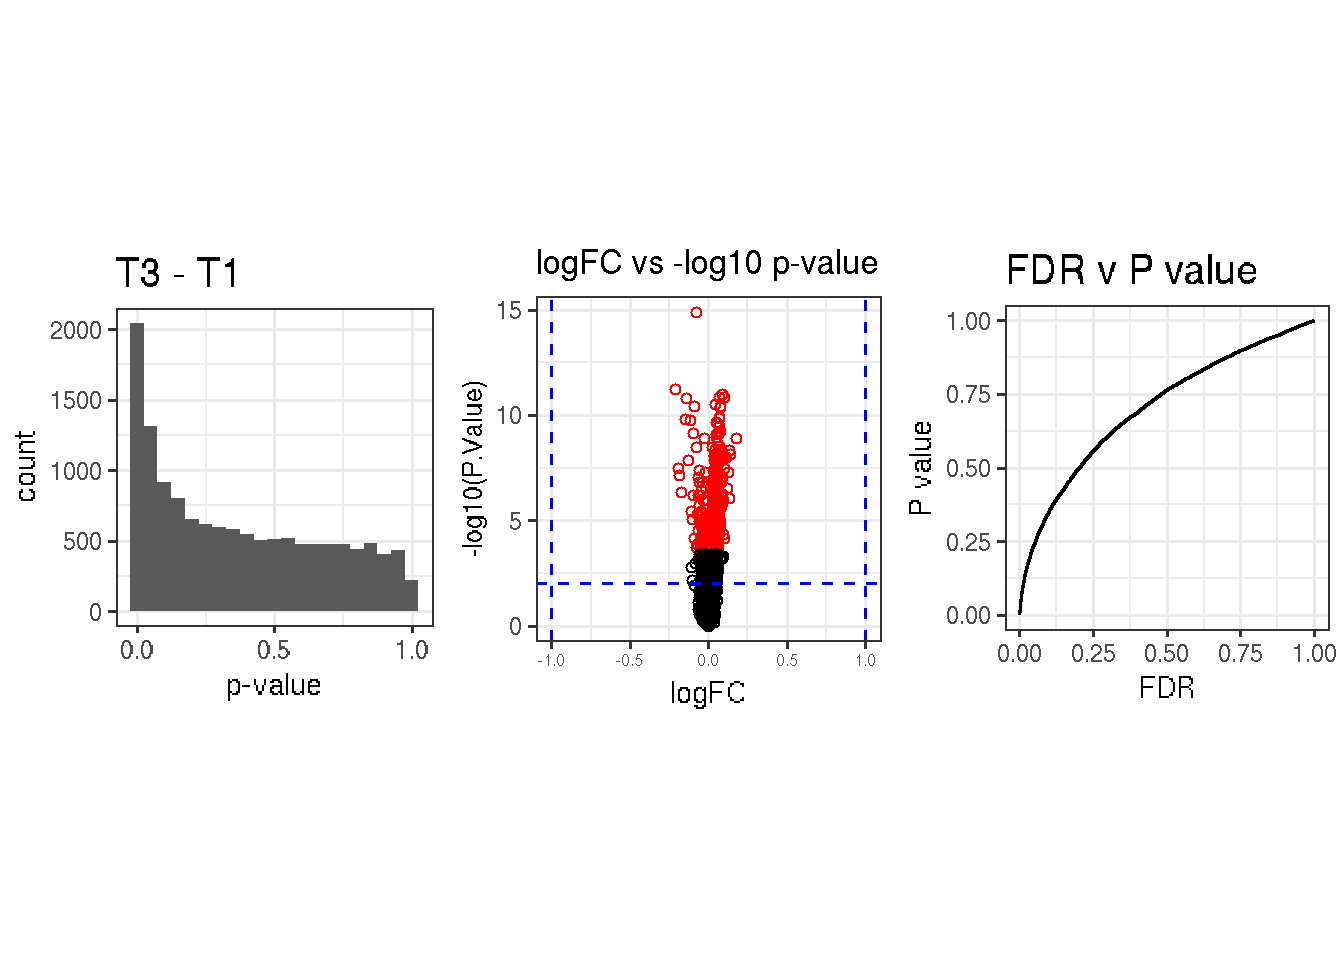 T3 - T1
2000
1500
1000
500
0
count
0.0 0.5 1.0
p-value
logFC vs -log10 p-value
15
10
5
0
-log10(P.Value)
-1.0 -0.5 0.0 0.5 1.0
logFC
FDR v P value
1.00
0.75
0.50
0.25
0.00
P value
0.00 0.25 0.50 0.75 1.00
FDR